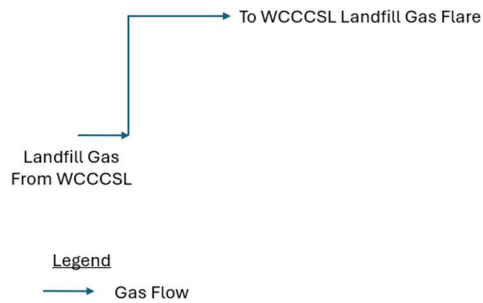 To WCCCSL Landfill Gas Flare
Landfill Gas
From WCCCSL
Legend
Gas Flow